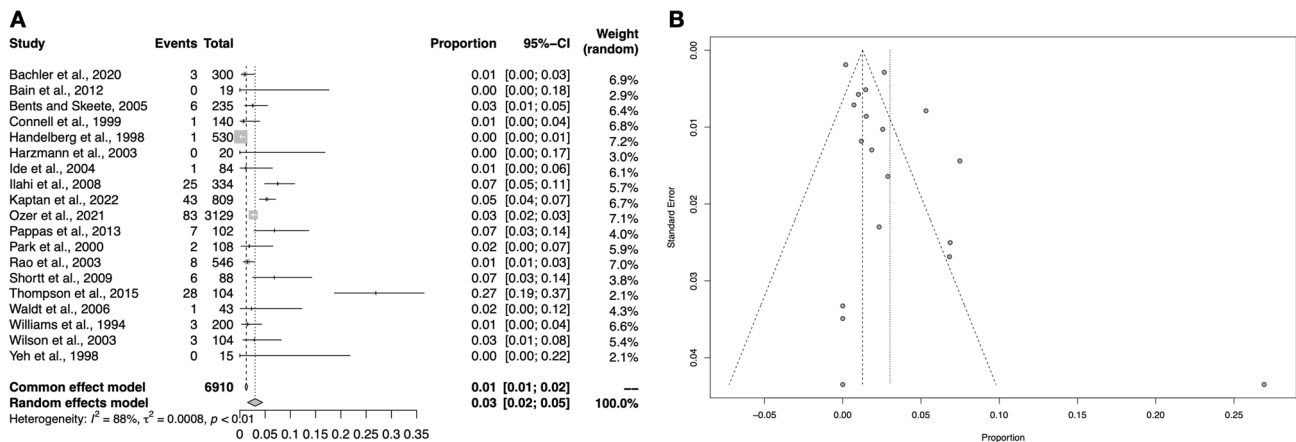 A
Study Events Total Proportion 95%-CI Weight (random)
Bachler et al., 2020 3 300 0.01 [0.00; 0.03] 6.9%
Bain et al., 2012 0 19 0.00 [0.00; 0.18] 2.9%
Bents and Skeete, 2005 6 235 0.03 [0.01; 0.05] 6.4%
Connell et al., 1999 1 140 0.01 [0.00; 0.04] 6.8%
Handelberg et al., 1998 1 530 0.00 [0.00; 0.01] 7.2%
Harzmann et al., 2003 0 20 0.00 [0.00; 0.17] 3.0%
Ide et al., 2004 1 84 0.01 [0.00; 0.06] 6.1%
Ilahi et al., 2008 25 334 0.07 [0.05; 0.11] 5.7%
Kaptan et al., 2022 43 809 0.05 [0.04; 0.07] 6.7%
Ozer et al., 2021 83 3129 0.03 [0.02; 0.03] 7.1%
Pappas et al., 2013 7 102 0.07 [0.03; 0.14] 4.0%
Park et al., 2000 2 108 0.02 [0.00; 0.07] 5.9%
Rao et al., 2003 8 546 0.01 [0.01; 0.03] 7.0%
Shortt et al., 2009 6 88 0.07 [0.03; 0.14] 3.8%
Thompson et al., 2015 28 104 0.27 [0.19; 0.37] 2.1%
Waldt et al., 2006 1 43 0.02 [0.00; 0.12] 4.3%
Williams et al., 1994 3 200 0.01 [0.00; 0.04] 6.6%
Wilson et al., 2003 3 104 0.03 [0.01; 0.08] 5.4%
Yeh et al., 1998 0 15 0.00 [0.00; 0.22] 2.1%
Common effect model 6910 0.01 [0.01; 0.02] --
Random effects model 0.03 [0.02; 0.05] 100.0%
Heterogeneity: I² = 88%, τ² = 0.0008, p < 0.01
0 0.05 0.1 0.15 0.2 0.25 0.3 0.35
B
Standard Error
0.00
0.01
0.02
0.03
0.04
−0.05 0.00 0.05 0.10 0.15 0.20 0.25
Proportion